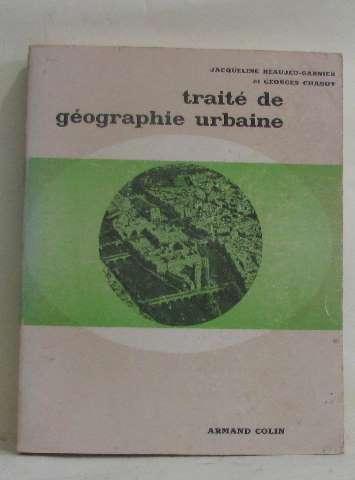 JACQUELINE BEAUJEU-GARNIER
et GEORGES CHABOT
traité de
géographie urbaine
ARMAND COLIN